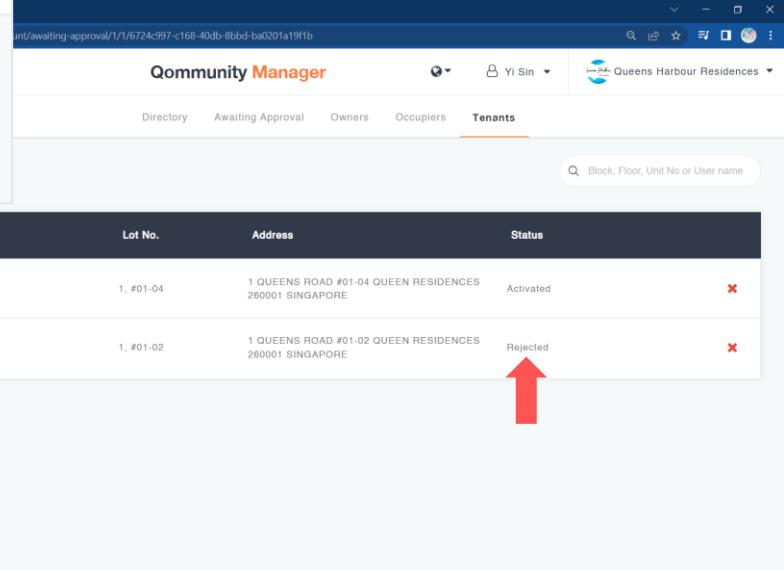 unt/awaiting-approval/1/1/6724c997-c168-40db-8bbd-ba0201a19f1b
Qommunity Manager
Yi Sin
Queens Harbour Residences
Directory Awaiting Approval Owners Occupiers Tenants
Block, Floor, Unit No or User name
Lot No. Address Status
1, #01-04
1 QUEENS ROAD #01-04 QUEEN RESIDENCES
260001 SINGAPORE
Activated
1, #01-02
1 QUEENS ROAD #01-02 QUEEN RESIDENCES
260001 SINGAPORE
Rejected